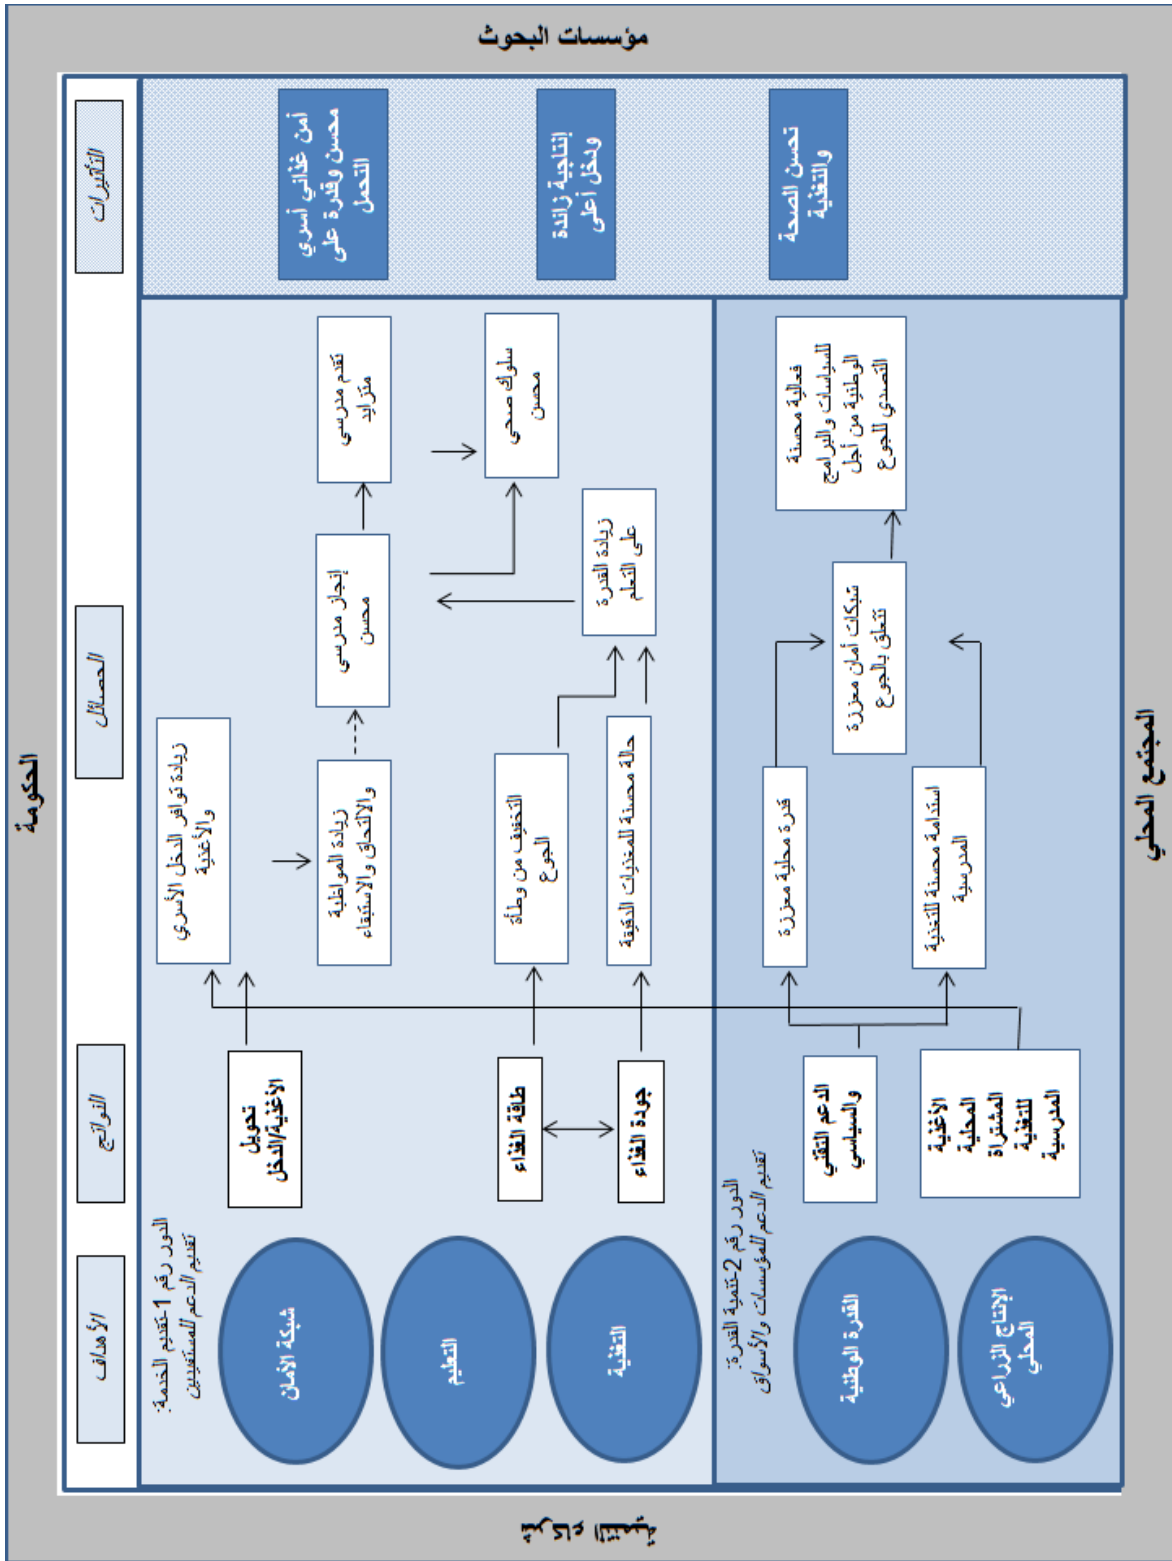 مؤسسات البحوث
الحكومة
المجتمع المحلي
شركاء التنمية
الأهداف
النواتج
الحصائل
التأثيرات
الدور رقم 1-تقديم الخدمة:
تقديم الدعم للمستفيدين
شبكة الأمان
التعليم
التغذية
تحويل
الأغذية/الدخل
طاقة الغذاء
جودة الغذاء
زيادة توافر الدخل الأسري
والأغذية
زيادة المواظبة
والالتحاق والاستبقاء
التخفيف من وطأة
الجوع
حالة محسنة للمغذيات الدقيقة
إنجاز مدرسي
محسن
زيادة القدرة
على التعلم
تقدم مدرسي
متزايد
سلوك صحي
محسن
الدور رقم 2-تنمية القدرة:
تقديم الدعم للمؤسسات والأسواق
القدرة الوطنية
الإنتاج الزراعي
المحلي
الدعم التقني
والسياسي
الأغذية
المحلية
المشتراة
للتغذية
المدرسية
قدرة محلية معززة
استدامة محسنة للتغذية
المدرسية
شبكات أمان معززة
تتعلق بالجوع
فعالية محسنة
للسياسات والبرامج
الوطنية من أجل
التصدي للجوع
أمن غذائي أسري
محسن وقدرة على
التحمل
إنتاجية زائدة
ودخل أعلى
تحسن الصحة
والتغذية